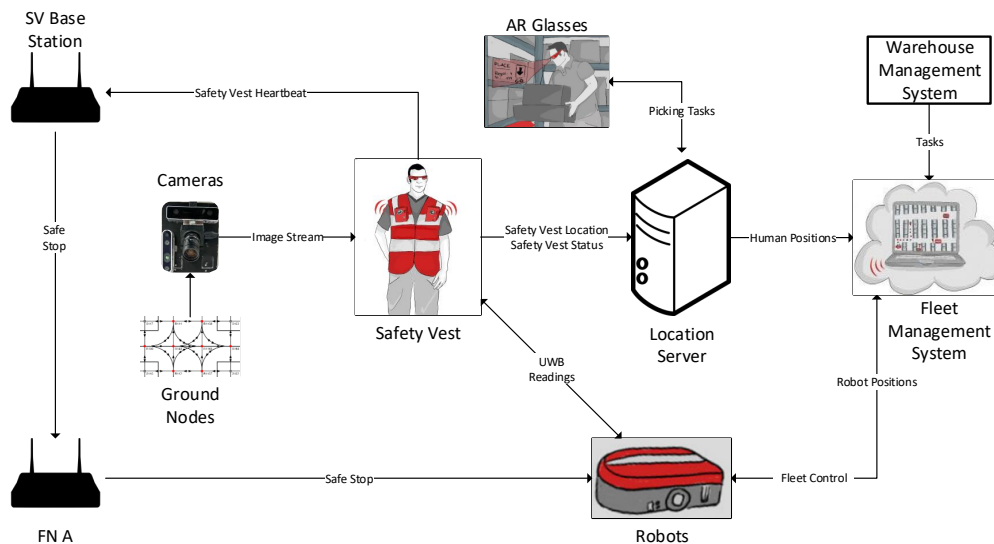 SV Base
Station
AR Glasses
Warehouse
Management
System
Safety Vest Heartbeat
PLACE
Picking Tasks
Tasks
Cameras
Safe
Stop
Image Stream
Safety Vest Location
Safety Vest Status
Human Positions
Safety Vest
Location
Server
Fleet
Management
System
Ground
Nodes
UWB
Readings
Robot Positions
Safe Stop
Fleet Control
FN A
Robots